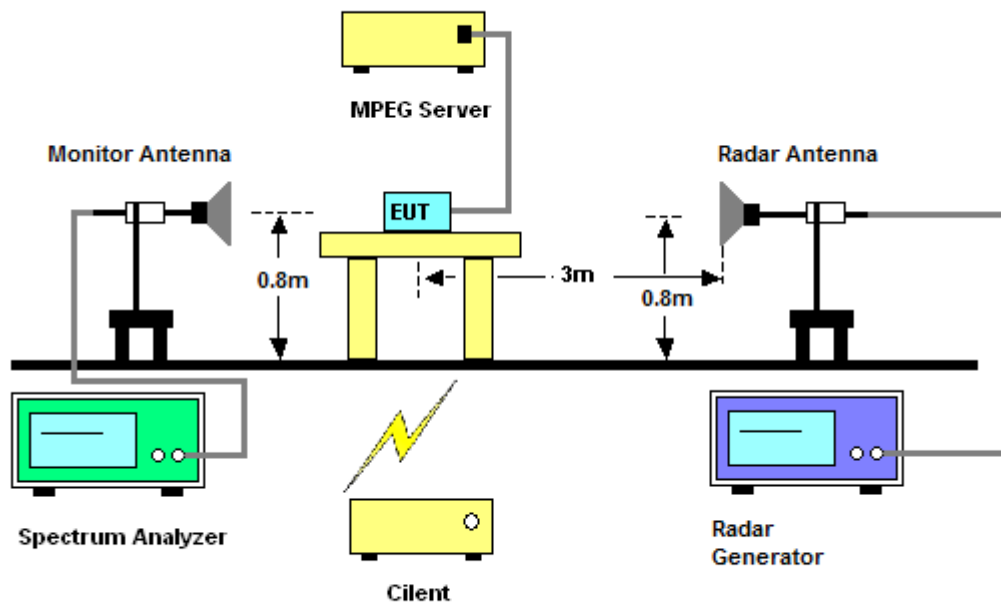 MPEG Server
Monitor Antenna
Radar Antenna
EUT
0.8m
3m
0.8m
Spectrum Analyzer
Cilent
Radar
Generator